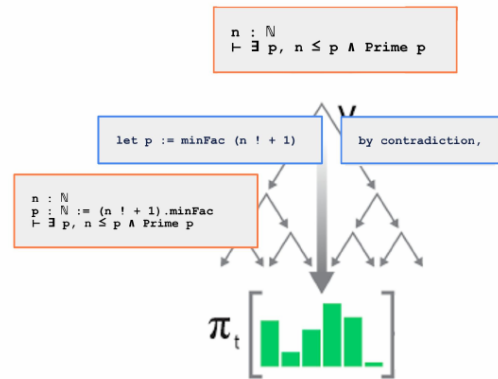 n : ℕ
⊢ ∃ p, n ≤ p ∧ Prime p
let p := minFac (n ! + 1)
by contradiction,
n : ℕ
p : ℕ := (n ! + 1).minFac
⊢ ∃ p, n ≤ p ∧ Prime p
π t